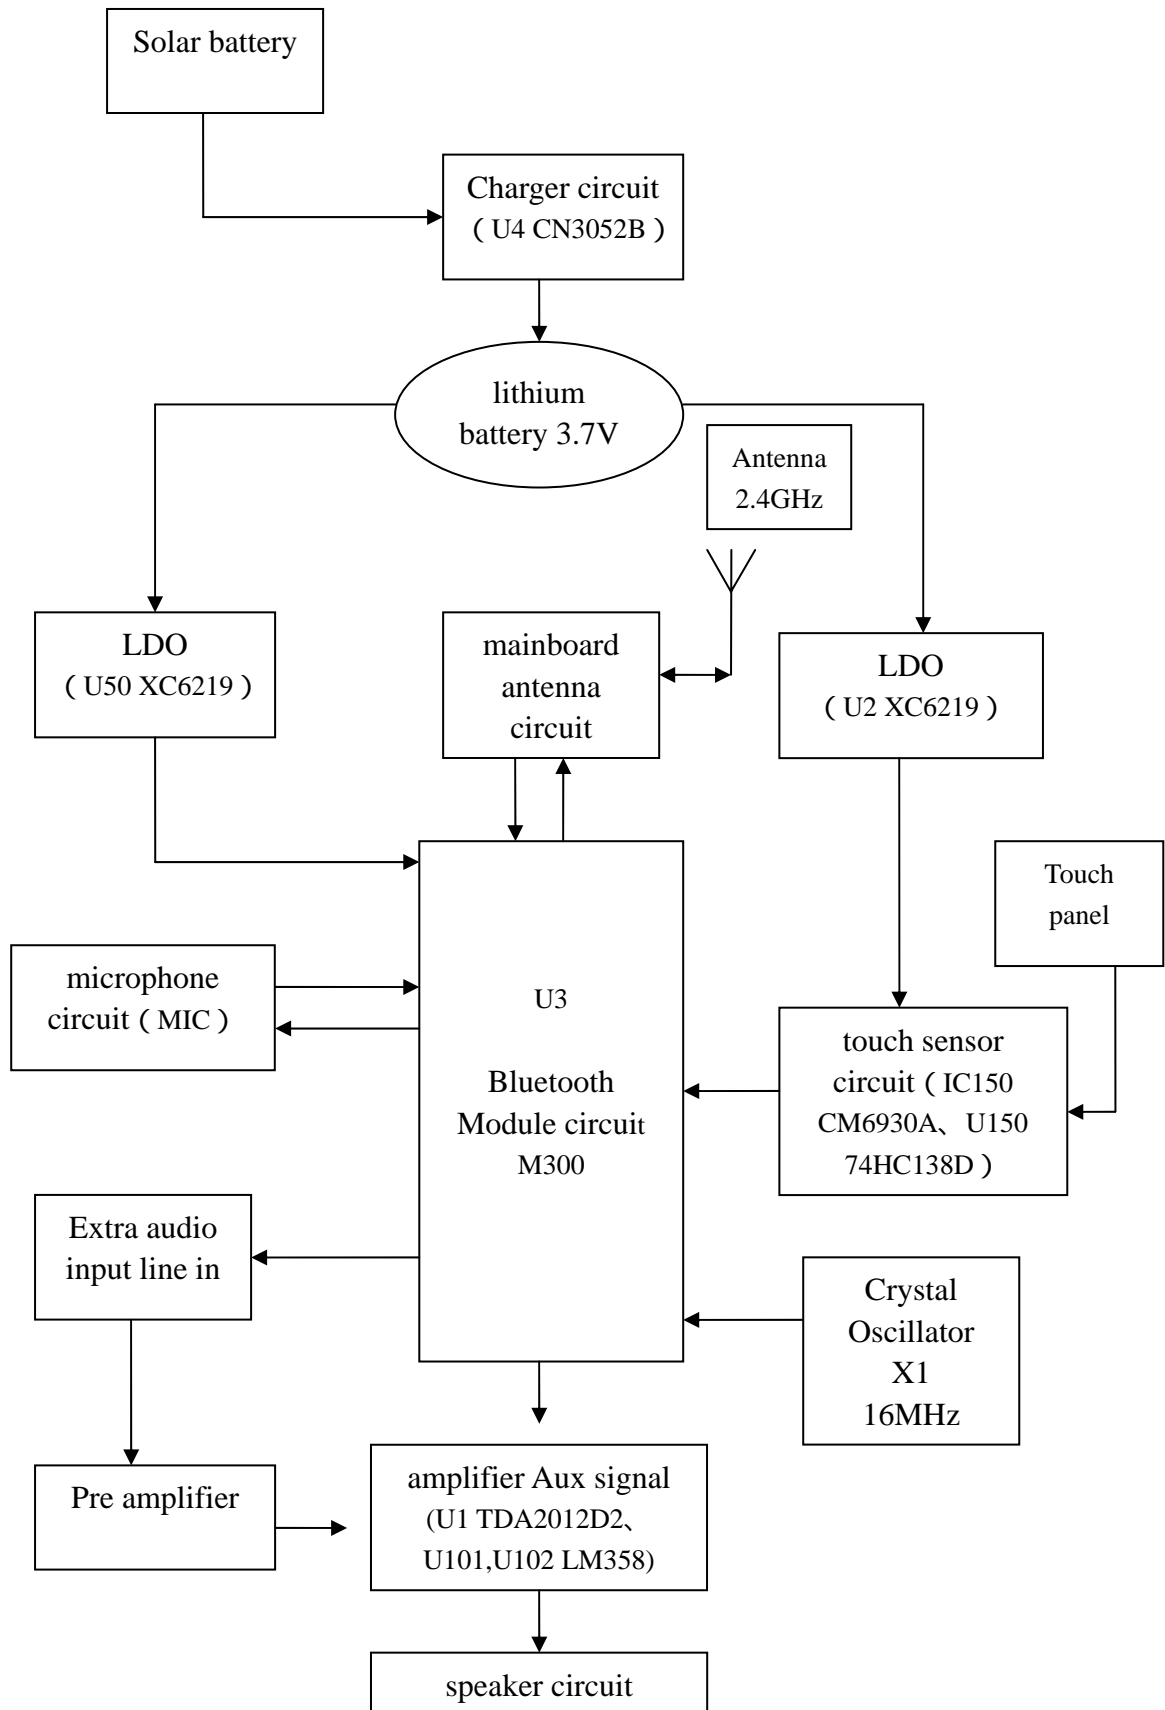 Solar battery
Charger circuit
（U4 CN3052B）
lithium
battery 3.7V
Antenna
2.4GHz
LDO
（U50 XC6219）
mainboard
antenna
circuit
LDO
（U2 XC6219）
Touch
panel
microphone
circuit（MIC）
U3
Bluetooth
Module circuit
M300
touch sensor
circuit（IC150
CM6930A、U150
74HC138D）
Extra audio
input line in
Crystal
Oscillator
X1
16MHz
Pre amplifier
amplifier Aux signal
(U1 TDA2012D2、
U101,U102 LM358)
speaker circuit